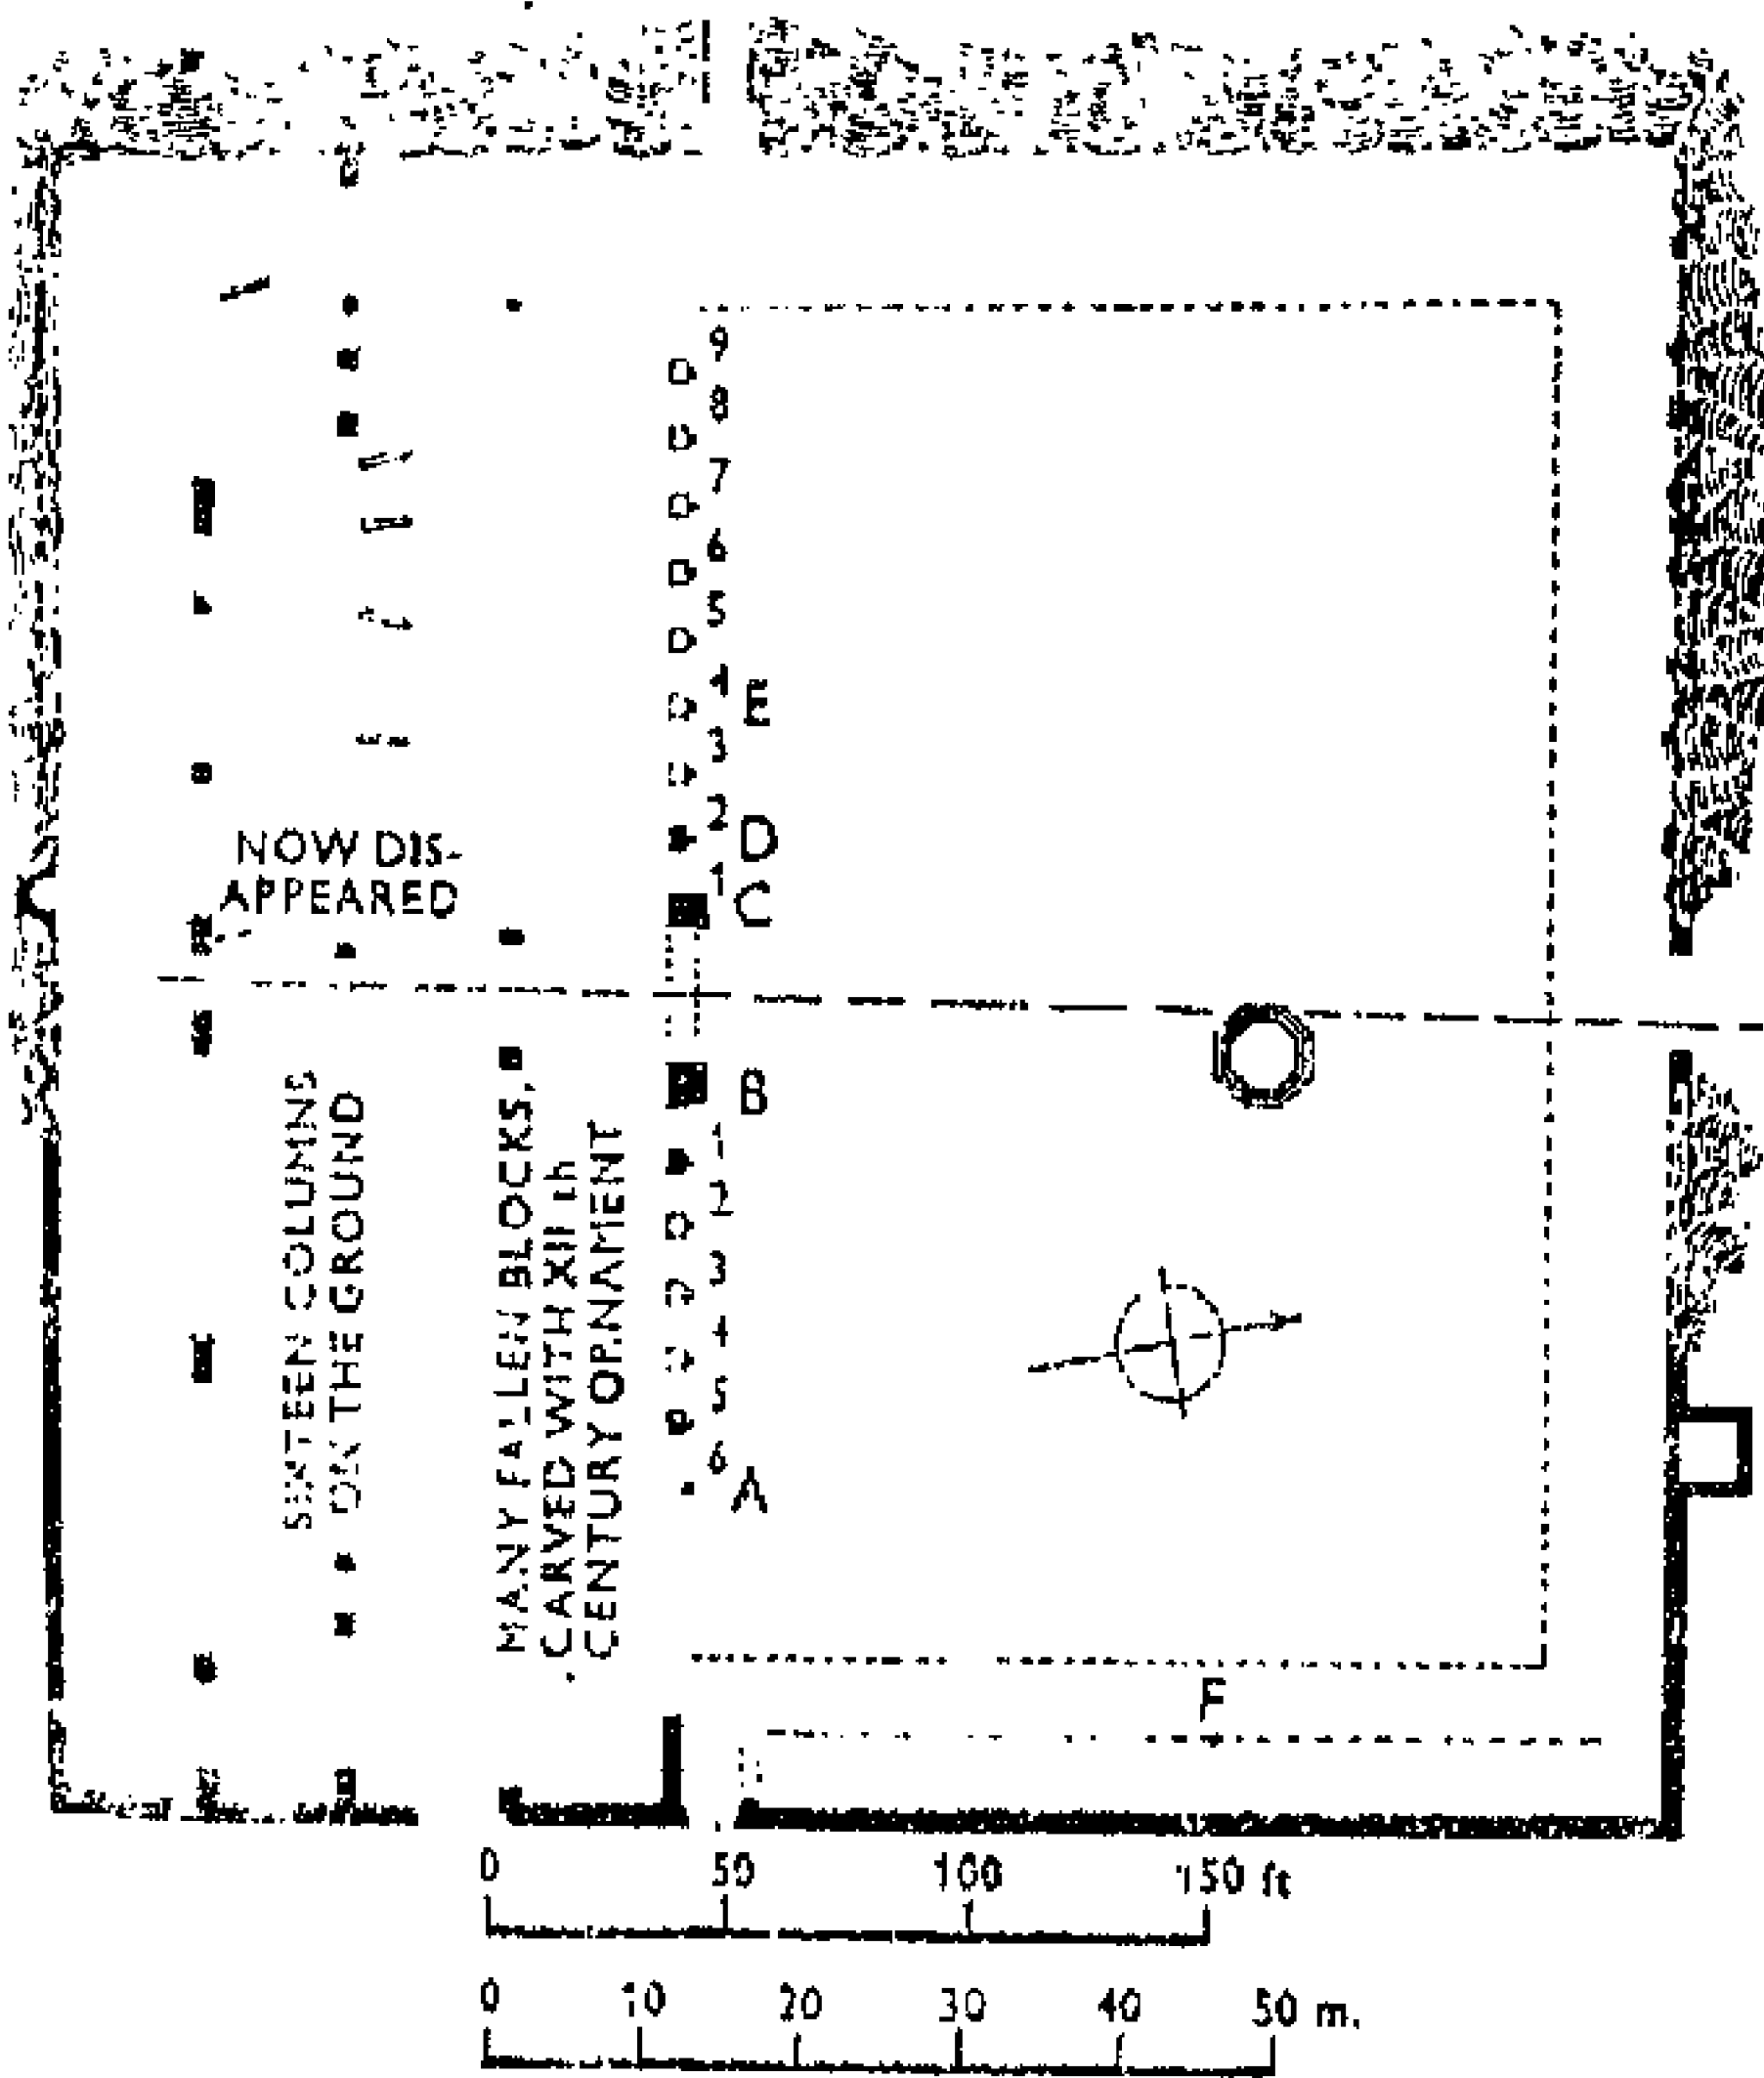 9
8
7
6
5
4 E
3
2 D
1 C
NOW DIS-
APPEARED
B
1
2
3
4
5
6 A
SIXTEEN COLUMNS
ON THE GROUND
MANY FALLEN BLOCKS,
CARVED WITH XII th
CENTURY ORNAMENT
F
0 50 100 150 ft
0 10 20 30 40 50 m.